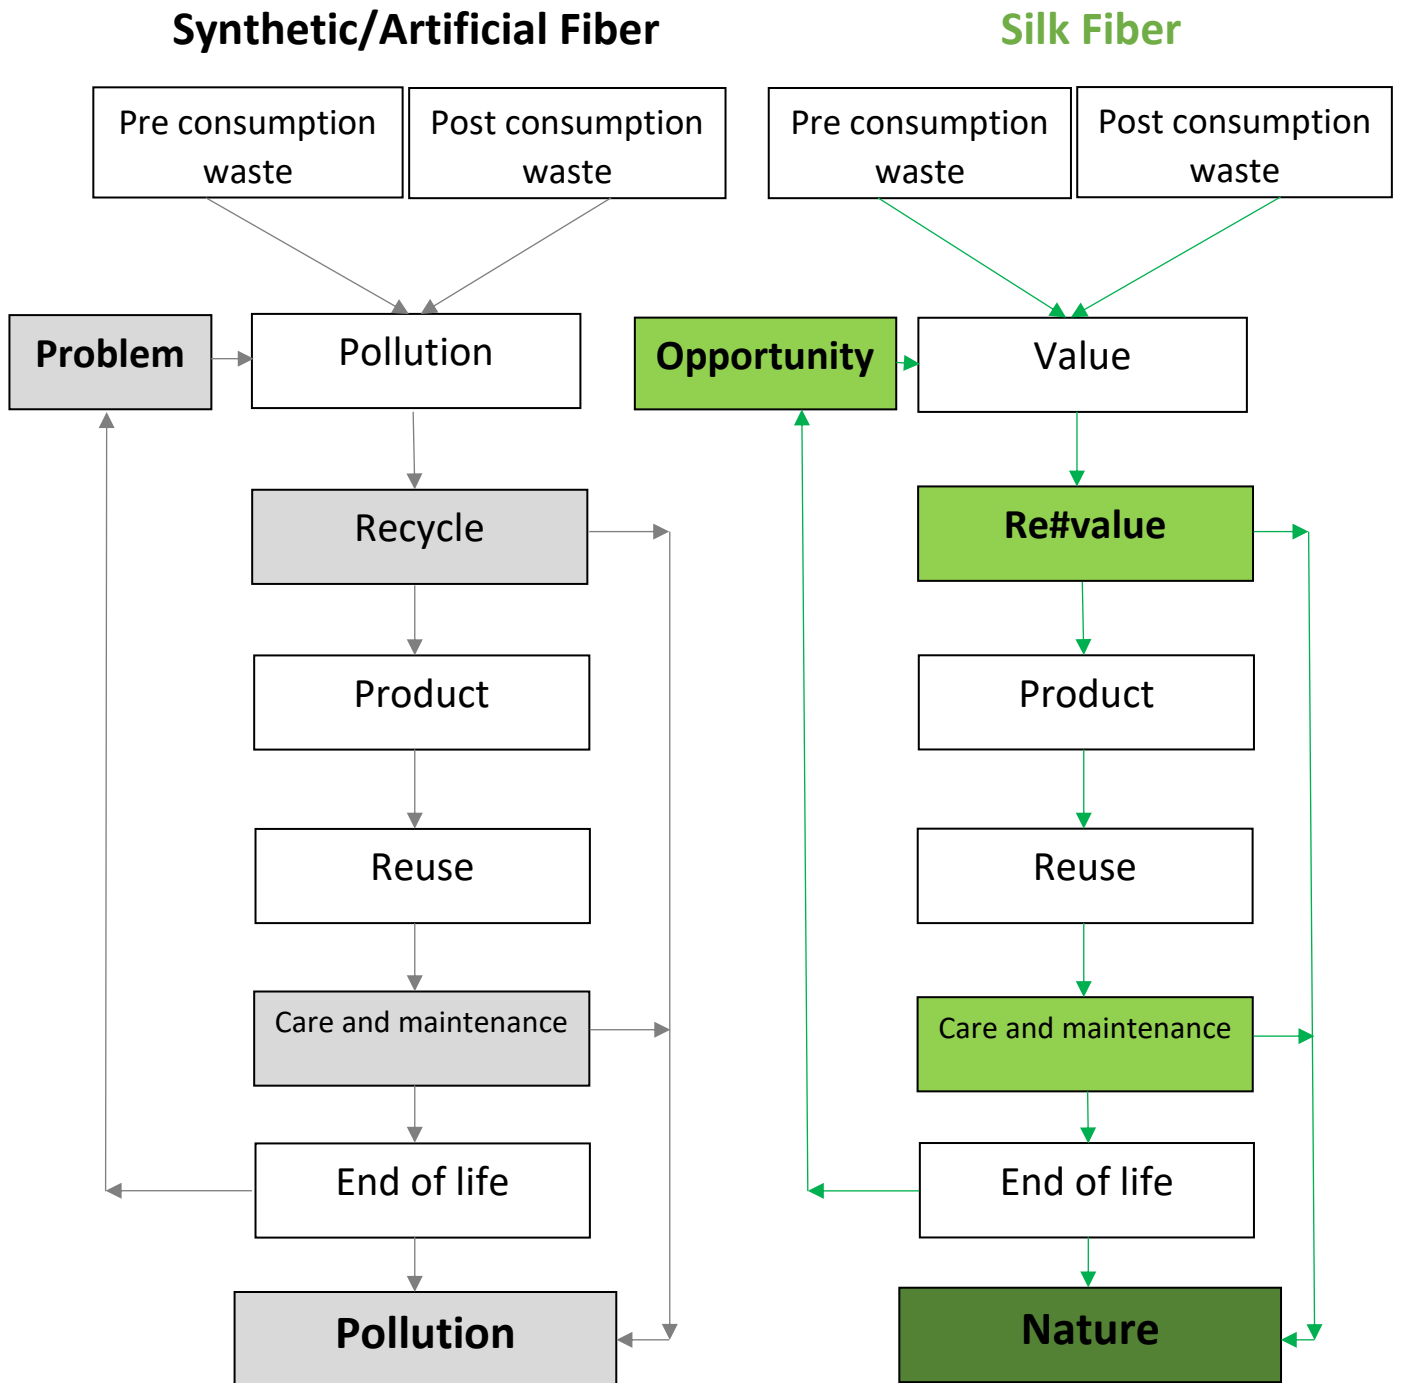 Synthetic/Artificial Fiber
Pre consumption
waste
Post consumption
waste
Problem
Pollution
Recycle
Product
Reuse
Care and maintenance
End of life
Pollution
Silk Fiber
Pre consumption
waste
Post consumption
waste
Opportunity
Value
Re#value
Product
Reuse
Care and maintenance
End of life
Nature